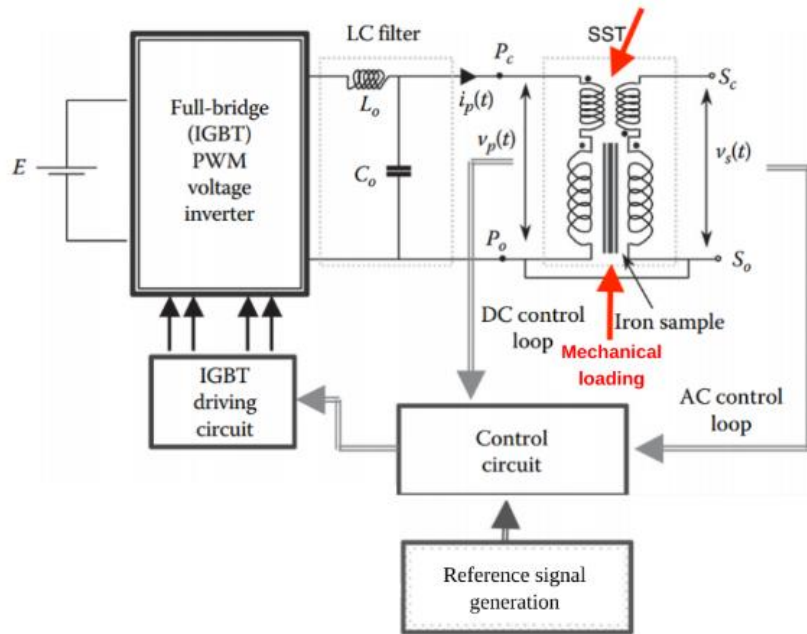 LC filter
SST
Full-bridge
(IGBT)
PWM
voltage
inverter
E
Lo
Co
Pc
ip(t)
vp(t)
Po
Sc
vs(t)
So
DC control
loop
Iron sample
Mechanical
loading
IGBT
driving
circuit
AC control
loop
Control
circuit
Reference signal
generation